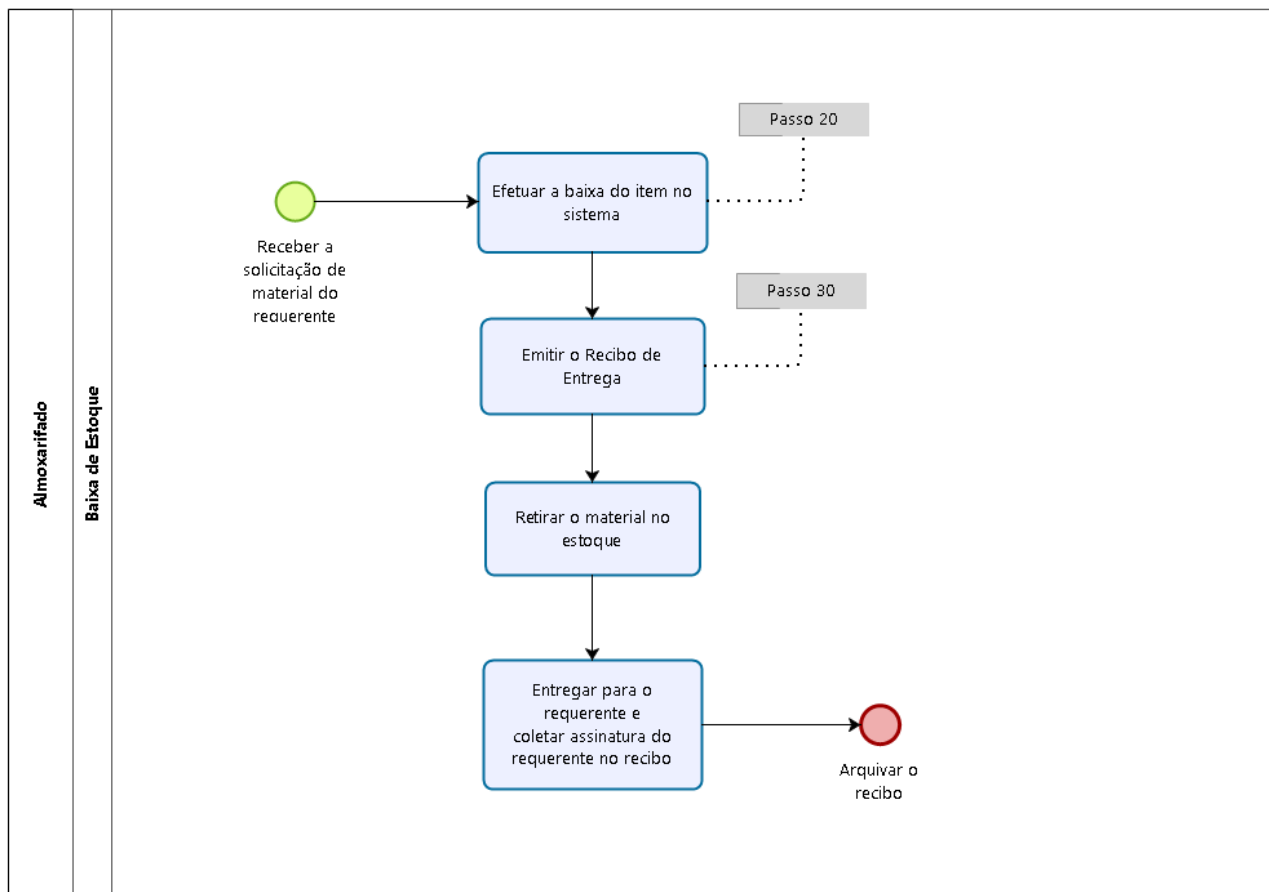 Almoxarifado
Baixa de Estoque
Passo 20
Efetuar a baixa do item no
sistema
Receber a
solicitação de
material do
requerente
Passo 30
Emitir o Recibo de
Entrega
Retirar o material no
estoque
Entregar para o
requerente e
coletar assinatura do
requerente no recibo
Arquivar o
recibo